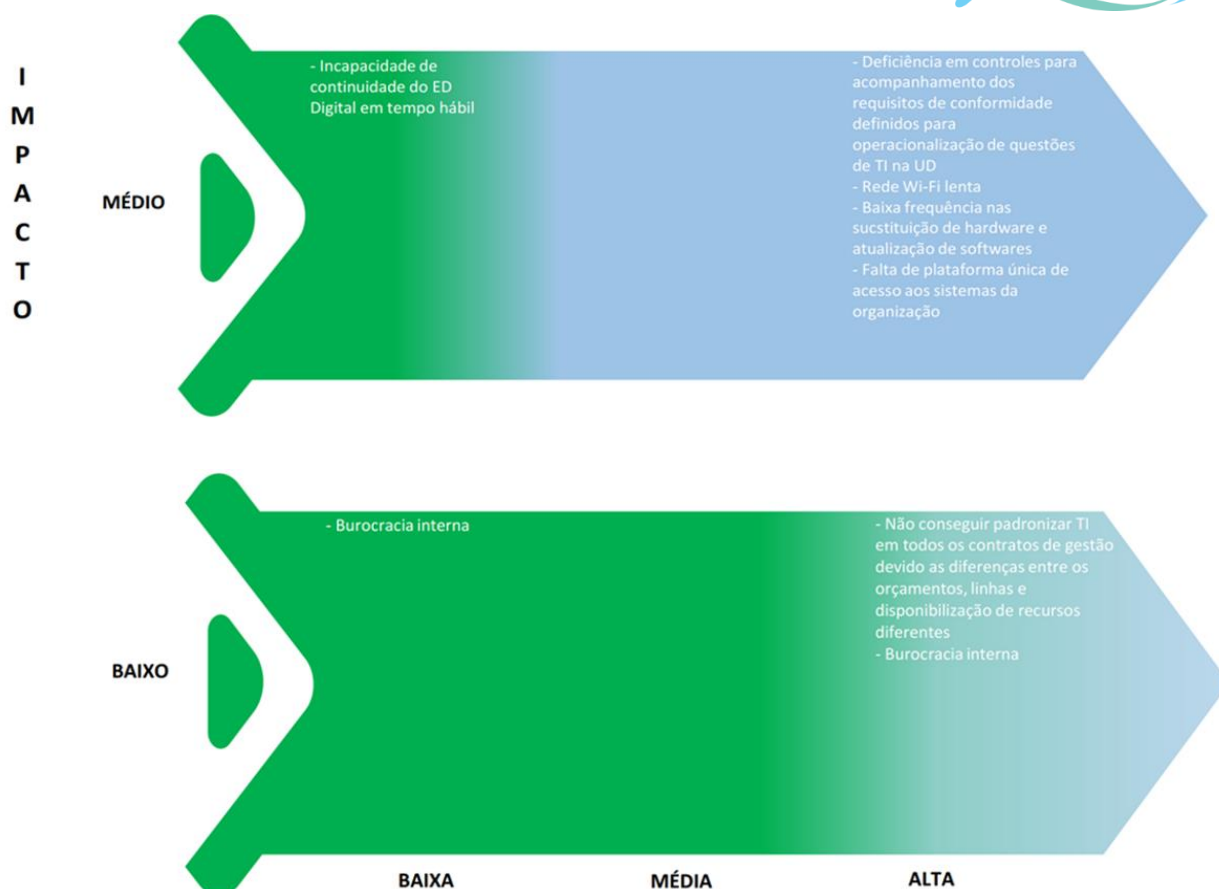 IMPACTO
MÉDIO
- Incapacidade de
continuidade do ED
Digital em tempo hábil
- Deficiência em controles para
acompanhamento dos
requisitos de conformidade
definidos para
operacionalização de questões
de TI na UD
- Rede Wi-Fi lenta
- Baixa frequência nas
sucstituição de hardware e
atualização de softwares
- Falta de plataforma única de
acesso aos sistemas da
organização
BAIXO
- Burocracia interna
- Não conseguir padronizar TI
em todos os contratos de gestão
devido as diferenças entre os
orçamentos, linhas e
disponibilização de recursos
diferentes
- Burocracia interna
BAIXA
MÉDIA
ALTA